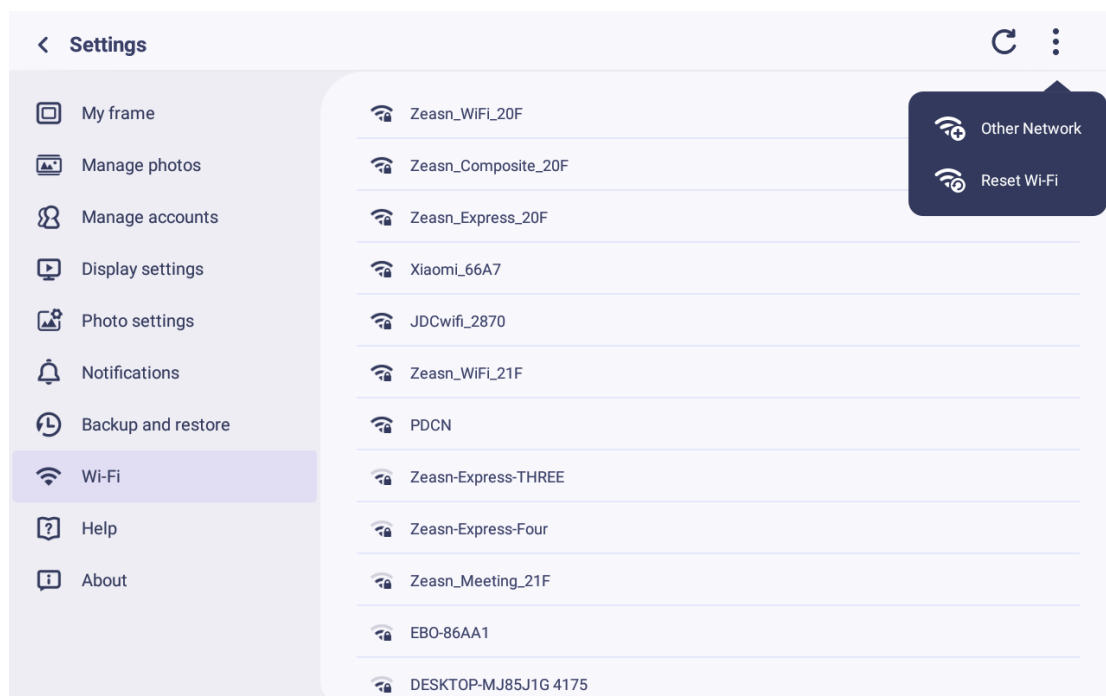 Settings
My frame
Manage photos
Manage accounts
Display settings
Photo settings
Notifications
Backup and restore
Wi-Fi
Help
About
Zeasn_WiFi_20F
Zeasn_Composite_20F
Zeasn_Express_20F
Xiaomi_66A7
JDCwifi_2870
Zeasn_WiFi_21F
PDCN
Zeasn-Express-THREE
Zeasn-Express-Four
Zeasn_Meeting_21F
EBO-86AA1
DESKTOP-MJ85J1G 4175
Other Network
Reset Wi-Fi